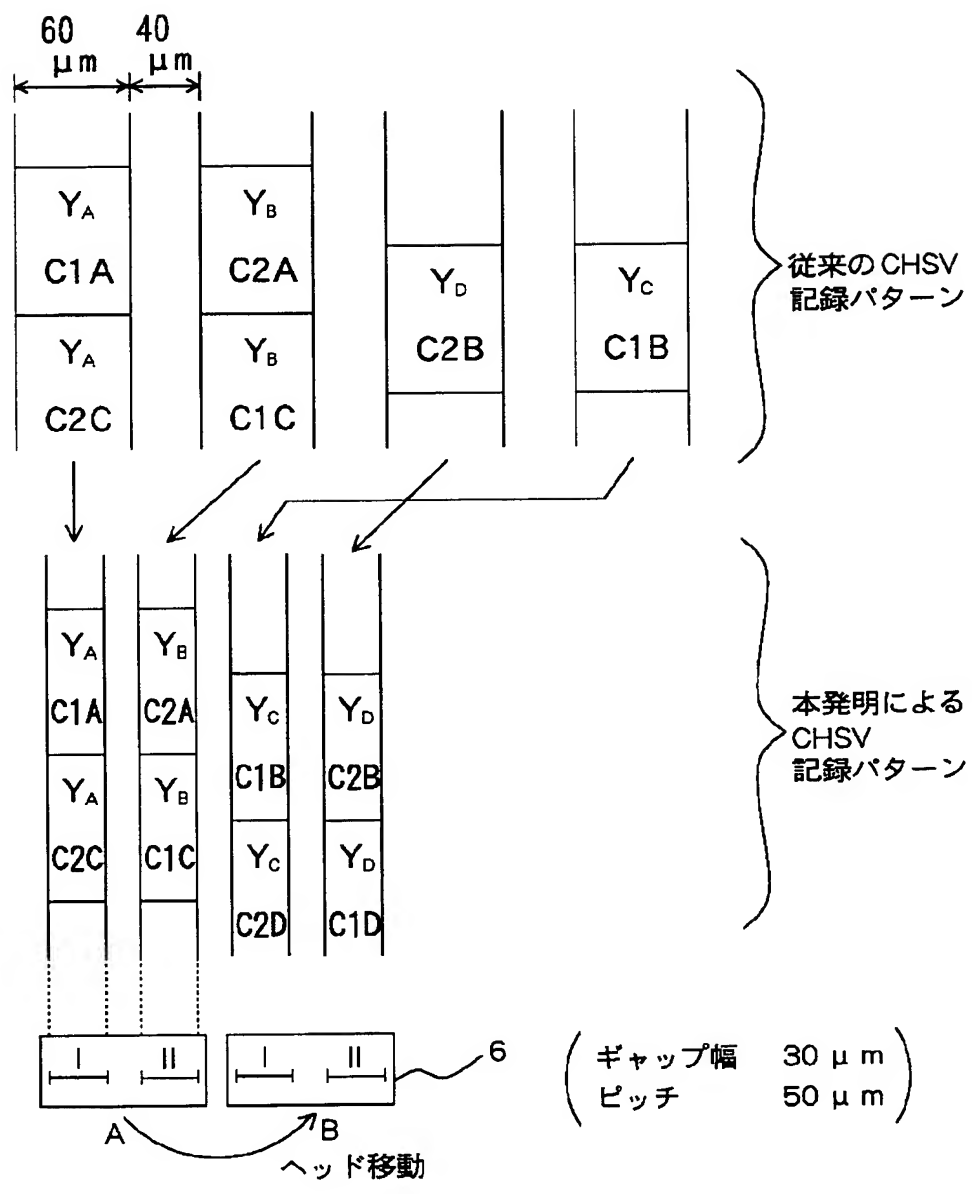 60 40
μm μm
YA YB
C1A C2A
YD YC
C2B C1B
YA YB
C2C C1C
従来のCHSV
記録パターン
YA YB
C1A C2A
YC YD
C1B C2B
YA YB
C2C C1C
YC YD
C2D C1D
本発明による
CHSV
記録パターン
I II I II 6
ギャップ幅 30 μm
ピッチ 50 μm
A B
ヘッド移動